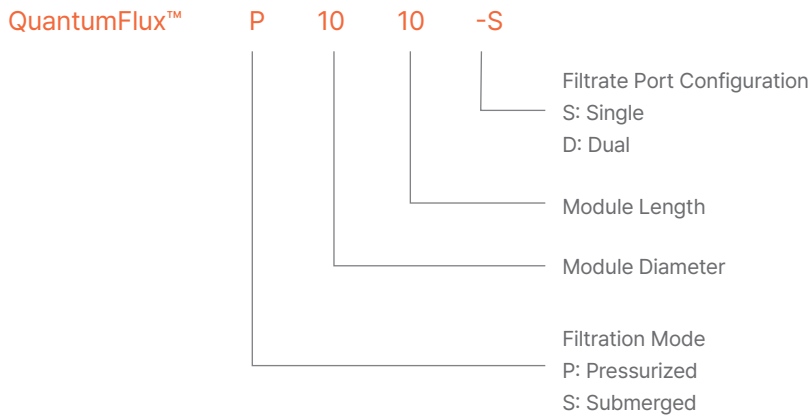 QuantumFlux™ P 10 10 -S
Filtrate Port Configuration
S: Single
D: Dual
Module Length
Module Diameter
Filtration Mode
P: Pressurized
S: Submerged